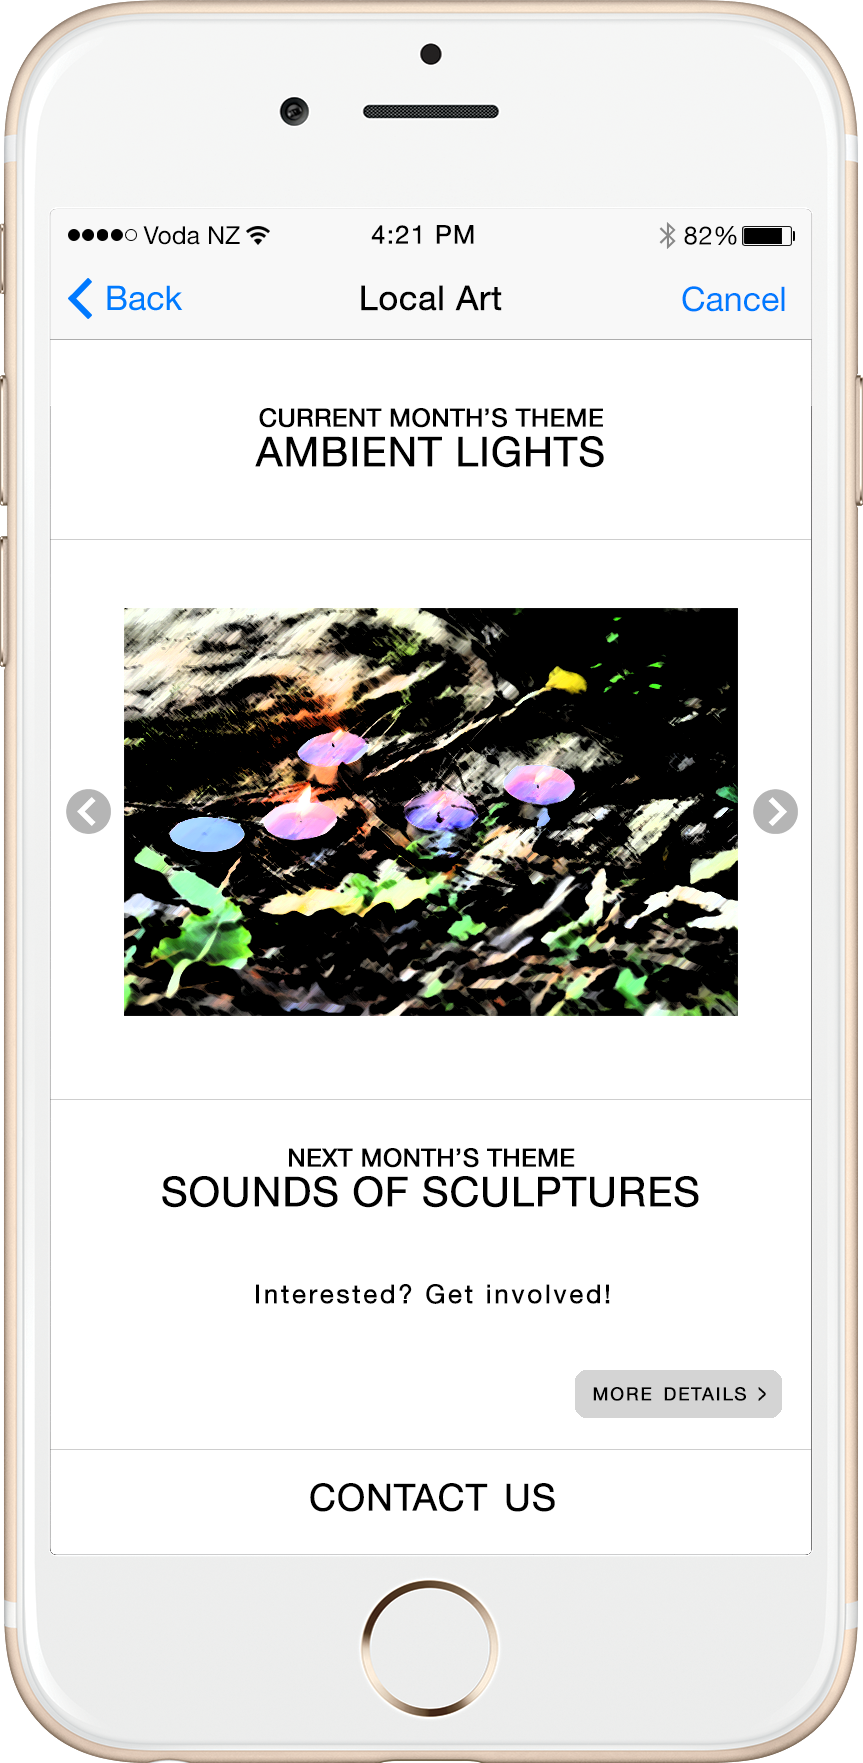 Voda NZ 4:21 PM 82%
Back Local Art Cancel
CURRENT MONTH'S THEME
AMBIENT LIGHTS
NEXT MONTH'S THEME
SOUNDS OF SCULPTURES
Interested? Get involved!
MORE DETAILS >
CONTACT US